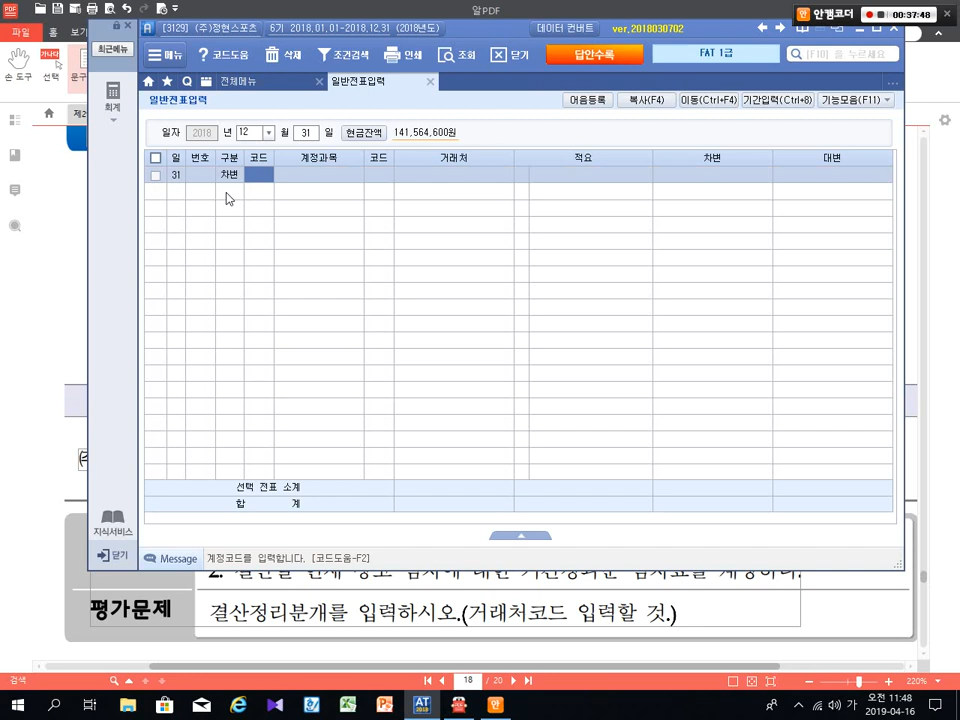 알PDF
안캠코더 00:37:48
파일 홈 보기
손 도구 선택
가나다
제2
최근메뉴
회계
지식서비스
닫기
[3129] (주)정현스포츠 6기 2018.01.01~2018.12.31 (2018년도) 데이터 컨버트 ver.2018030702
메뉴 코드도움 삭제 조건검색 인쇄 조회 닫기 답안수록 FAT 1급 [F10] 를 누르세요
전체메뉴 일반전표입력
일반전표입력 어음등록 복사(F4) 이동(Ctrl+F4) 기간입력(Ctrl+8) 기능모음(F11)
일자 2018 년 12 월 31 일 현금잔액 141,564,600원
일 번호 구분 코드 계정과목 코드 거래처 적요 차변 대변
31 차변
선택 전표 소계
합 계
Message 계정코드를 입력합니다. [코드도움-F2]
평가문제 결산정리분개를 입력하시오.(거래처코드 입력할 것.)
검색 18 / 20 220%
오전 11:48
2019-04-16
가